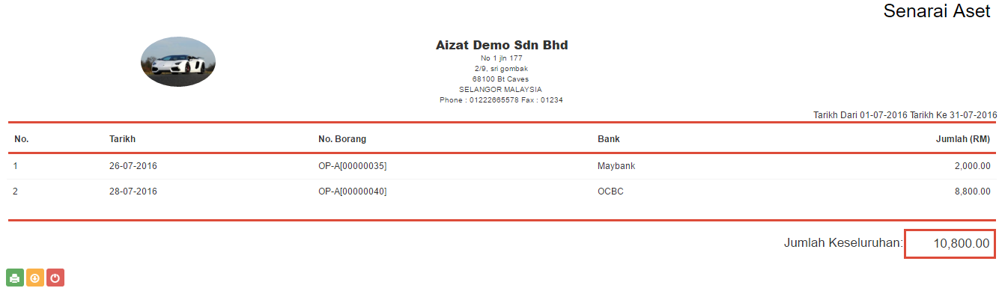 Senarai Aset
Aizat Demo Sdn Bhd
No 1 jln 177
2/9, sri gombak
68100 Bt Caves
SELANGOR MALAYSIA
Phone : 01222665578 Fax : 01234
Tarikh Dari 01-07-2016 Tarikh Ke 31-07-2016
No. Tarikh No. Borang Bank Jumlah (RM)
1 26-07-2016 OP-A[00000035] Maybank 2,000.00
2 28-07-2016 OP-A[00000040] OCBC 8,800.00
Jumlah Keseluruhan: 10,800.00